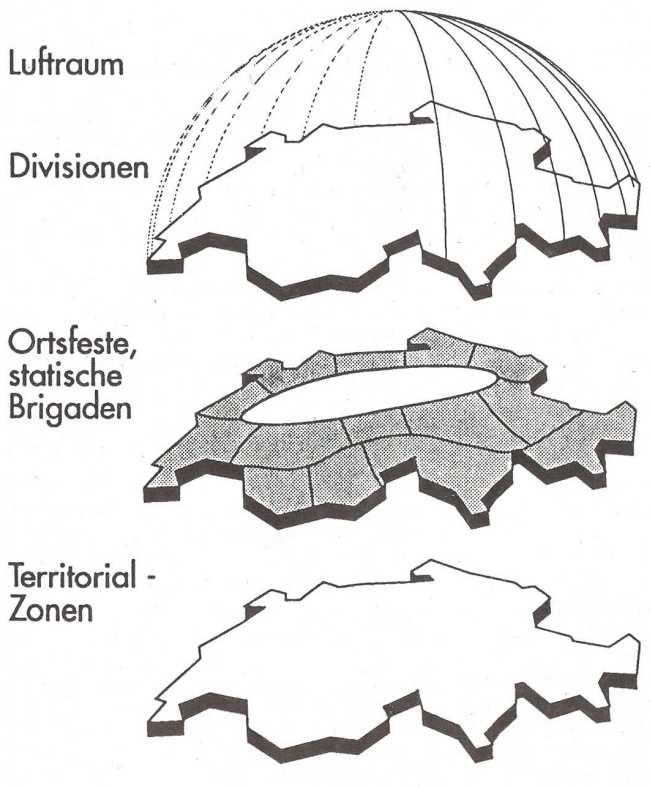 Luftraum
Divisionen
Ortsfeste,
statische
Brigaden
Territorial -
Zonen